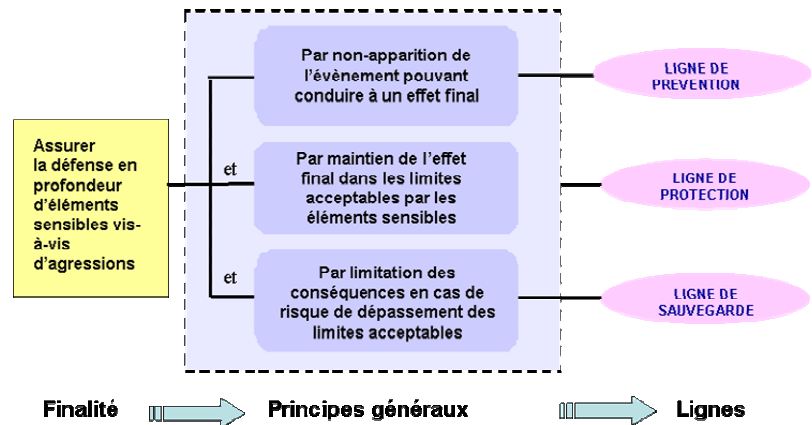 Assurer
la défense en
profondeur
d'éléments
sensibles vis-
à-vis
d'agressions
et
et
Par non-apparition de
l'évènement pouvant
conduire à un effet final
Par maintien de l'effet
final dans les limites
acceptables par les
éléments sensibles
Par limitation des
conséquences en cas de
risque de dépassement des
limites acceptables
LIGNE DE
PREVENTION
LIGNE DE
PROTECTION
LIGNE DE
SAUVEGARDE
Finalité
Principes généraux
Lignes